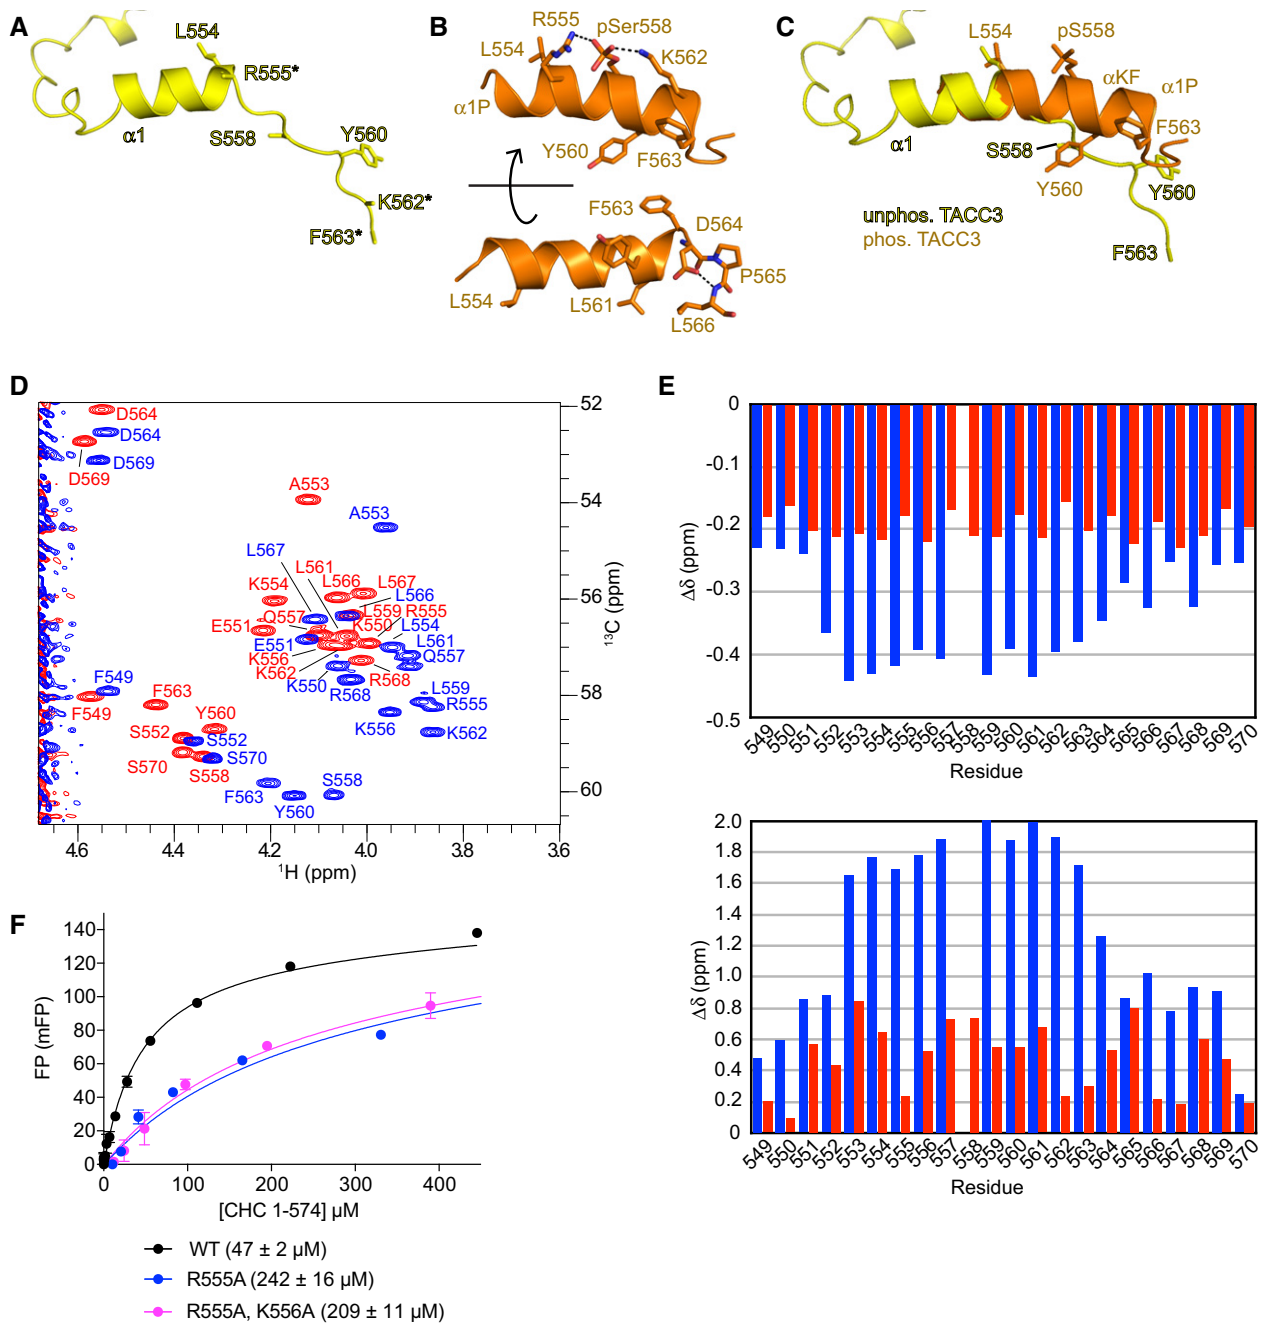 A
L554
R555*
α1
S558
Y560
K562*
F563*
B
R555
pSer558
L554
K562
α1P
Y560
F563
F563
D564
P565
L554
L561
L566
C
L554
pS558
αKF
α1P
α1
S558
F563
Y560
Y560
F563
unphos. TACC3
phos. TACC3
D
D564
D564
D569
D569
A553
A553
L567
L561
K554
L566
L567
L566
Q557
L559
R555
E551
K550
L554
E551
L561
K556
Q557
K562
R568
K550
R568
F549
L559
F563
R555
F549
Y560
S552
S552
K556
K562
S570
S570
S558
S558
F563
Y560
52
54
56
58
60
¹³C (ppm)
4.6 4.4 4.2 4.0 3.8 3.6
¹H (ppm)
E
0
-0.1
-0.2
-0.3
-0.4
-0.5
Δδ (ppm)
549 550 551 552 553 554 555 556 557 558 559 560 561 562 563 564 565 566 567 568 569 570
Residue
2.0
1.8
1.6
1.4
1.2
1.0
0.8
0.6
0.4
0.2
0
Δδ (ppm)
549 550 551 552 553 554 555 556 557 558 559 560 561 562 563 564 565 566 567 568 569 570
Residue
F
140
120
100
80
60
40
20
0
FP (mFP)
0 100 200 300 400
[CHC 1-574] μM
WT (47 ± 2 μM)
R555A (242 ± 16 μM)
R555A, K556A (209 ± 11 μM)